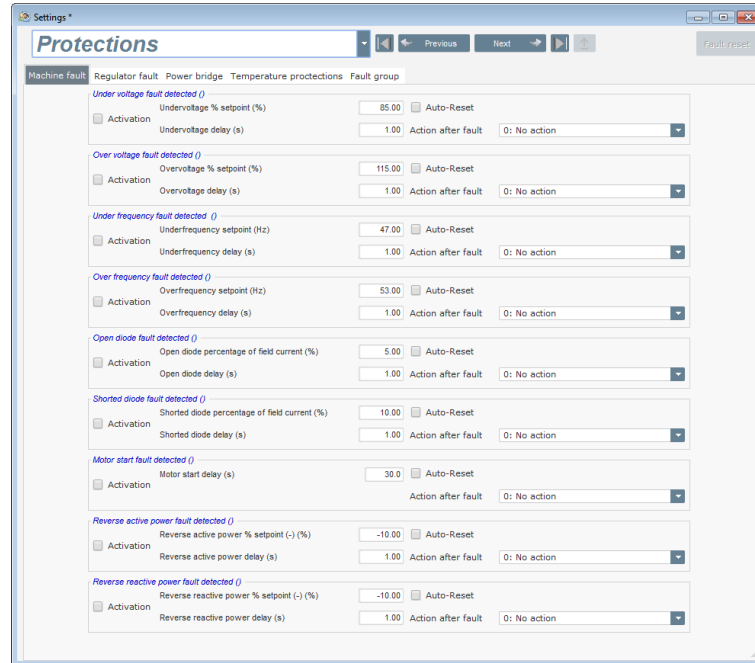 Settings *
Protections
Previous
Next
Fault reset
Machine fault Regulator fault Power bridge Temperature proctections Fault group
Under voltage fault detected ()
Activation
Undervoltage % setpoint (%) 85.00 Auto-Reset
Undervoltage delay (s) 1.00 Action after fault 0: No action
Over voltage fault detected ()
Activation
Overvoltage % setpoint (%) 115.00 Auto-Reset
Overvoltage delay (s) 1.00 Action after fault 0: No action
Under frequency fault detected ()
Activation
Underfrequency setpoint (Hz) 47.00 Auto-Reset
Underfrequency delay (s) 1.00 Action after fault 0: No action
Over frequency fault detected ()
Activation
Overfrequency setpoint (Hz) 53.00 Auto-Reset
Overfrequency delay (s) 1.00 Action after fault 0: No action
Open diode fault detected ()
Activation
Open diode percentage of field current (%) 5.00 Auto-Reset
Open diode delay (s) 1.00 Action after fault 0: No action
Shorted diode fault detected ()
Activation
Shorted diode percentage of field current (%) 10.00 Auto-Reset
Shorted diode delay (s) 1.00 Action after fault 0: No action
Motor start fault detected ()
Activation
Motor start delay (s) 30.0 Auto-Reset
Action after fault 0: No action
Reverse active power fault detected ()
Activation
Reverse active power % setpoint (-) (%) -10.00 Auto-Reset
Reverse active power delay (s) 1.00 Action after fault 0: No action
Reverse reactive power fault detected ()
Activation
Reverse reactive power % setpoint (-) (%) -10.00 Auto-Reset
Reverse reactive power delay (s) 1.00 Action after fault 0: No action